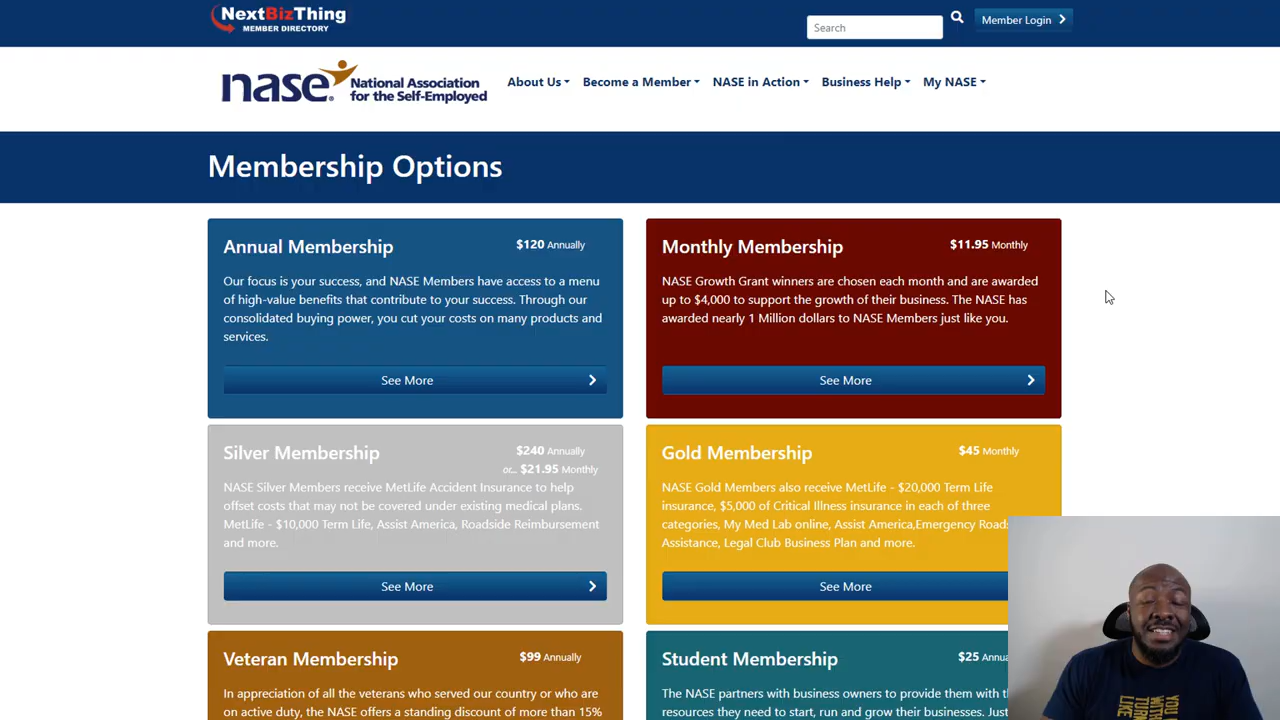 NextBizThing
MEMBER DIRECTORY
Search
Member Login
nase
National Association
for the Self-Employed
About Us
Become a Member
NASE in Action
Business Help
My NASE
Membership Options
Annual Membership
$120 Annually
Our focus is your success, and NASE Members have access to a menu
of high-value benefits that contribute to your success. Through our
consolidated buying power, you cut your costs on many products and
services.
See More
Monthly Membership
$11.95 Monthly
NASE Growth Grant winners are chosen each month and are awarded
up to $4,000 to support the growth of their business. The NASE has
awarded nearly 1 Million dollars to NASE Members just like you.
See More
Silver Membership
$240 Annually
or... $21.95 Monthly
NASE Silver Members receive MetLife Accident Insurance to help
offset costs that may not be covered under existing medical plans.
MetLife - $10,000 Term Life, Assist America, Roadside Reimbursement
and more.
See More
Gold Membership
$45 Monthly
NASE Gold Members also receive MetLife - $20,000 Term Life
insurance, $5,000 of Critical Illness insurance in each of three
categories, My Med Lab online, Assist America,Emergency Roads
Assistance, Legal Club Business Plan and more.
See More
Veteran Membership
$99 Annually
In appreciation of all the veterans who served our country or who are
on active duty, the NASE offers a standing discount of more than 15%
Student Membership
$25 Annua
The NASE partners with business owners to provide them with th
resources they need to start, run and grow their businesses. Just